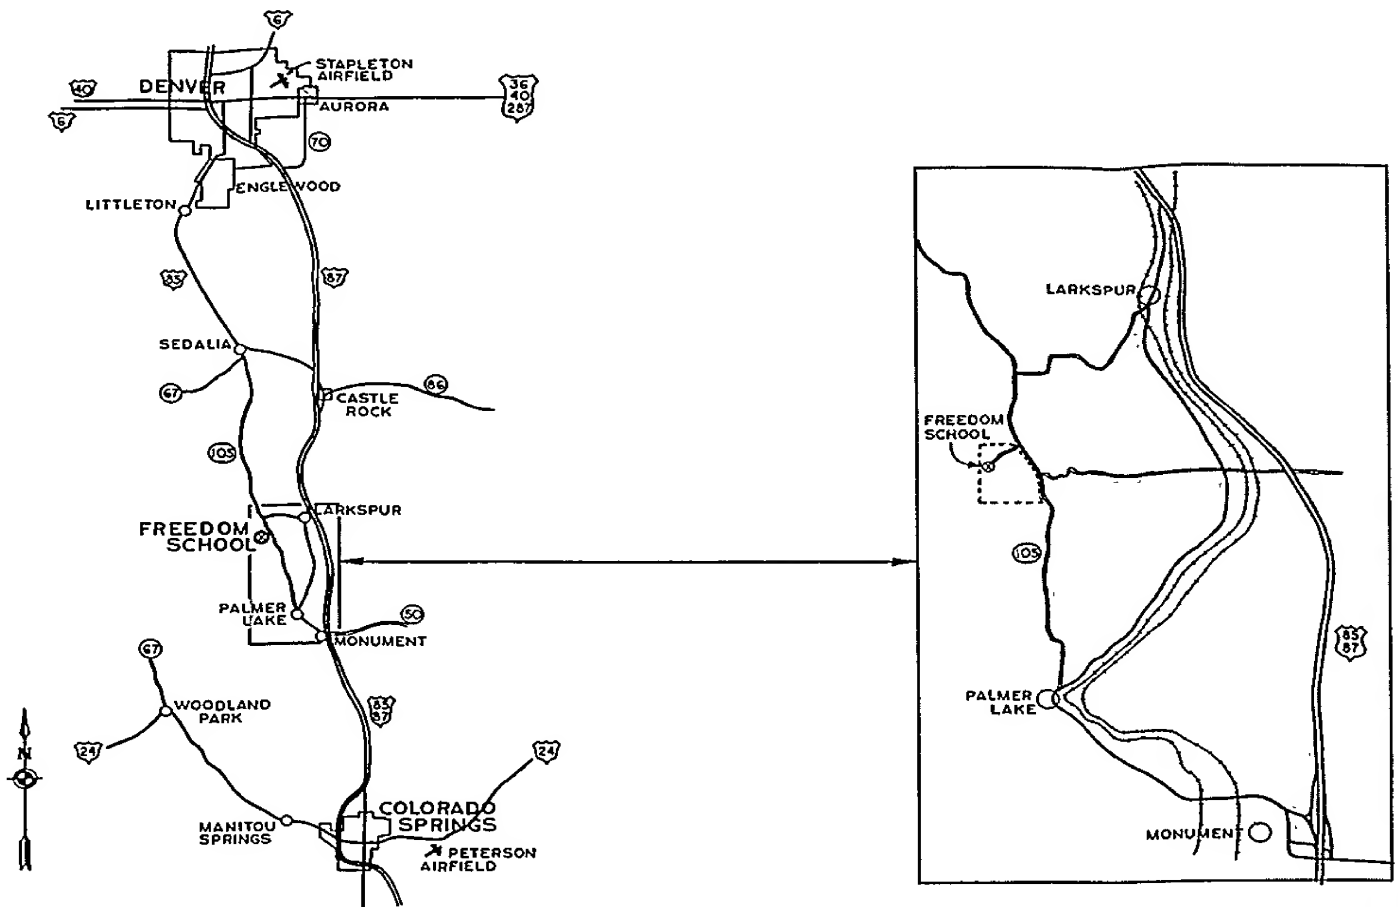 6
40
DENVER
STAPLETON
AIRFIELD
36
40
287
AURORA
6
70
ENGLEWOOD
LITTLETON
85
87
SEDALIA
67
CASTLE
ROCK
86
105
LARKSPUR
FREEDOM
SCHOOL
PALMER
LAKE
50
MONUMENT
67
WOODLAND
PARK
85
87
24
24
N
COLORADO
SPRINGS
MANITOU
SPRINGS
PETERSON
AIRFIELD
LARKSPUR
FREEDOM
SCHOOL
105
85
87
PALMER
LAKE
MONUMENT